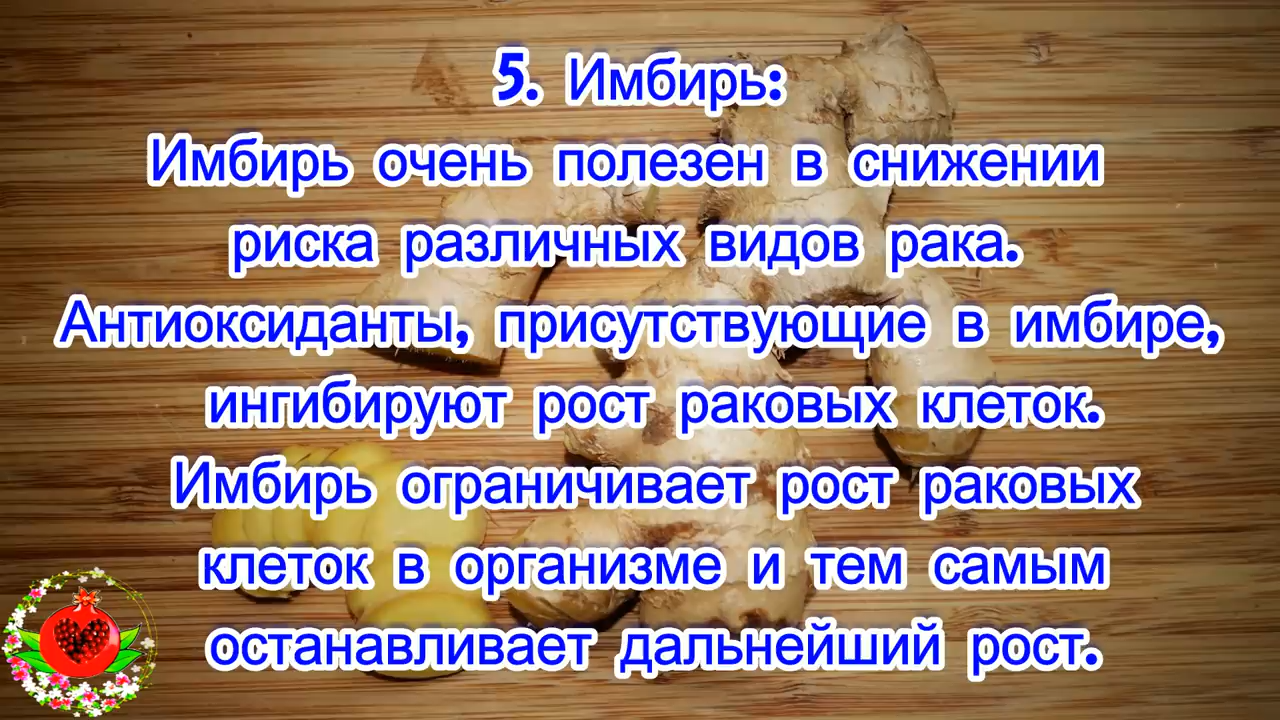 5. Имбирь:
Имбирь очень полезен в снижении
риска различных видов рака.
Антиоксиданты, присутствующие в имбире,
ингибируют рост раковых клеток.
Имбирь ограничивает рост раковых
клеток в организме и тем самым
останавливает дальнейший рост.